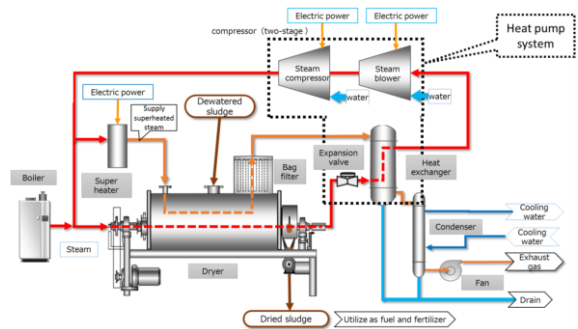 Electric power
Electric power
compressor（two-stage）
Heat pump
system
Steam
compressor
Steam
blower
water
water
Electric power
Supply
superheated
steam
Dewatered
sludge
Super
heater
Bag
filter
Expansion
valve
Heat
exchanger
Boiler
Steam
Dryer
Condenser
Cooling
water
Cooling
water
Exhaust
gas
Fan
Drain
Dried sludge
Utilize as fuel and fertilizer